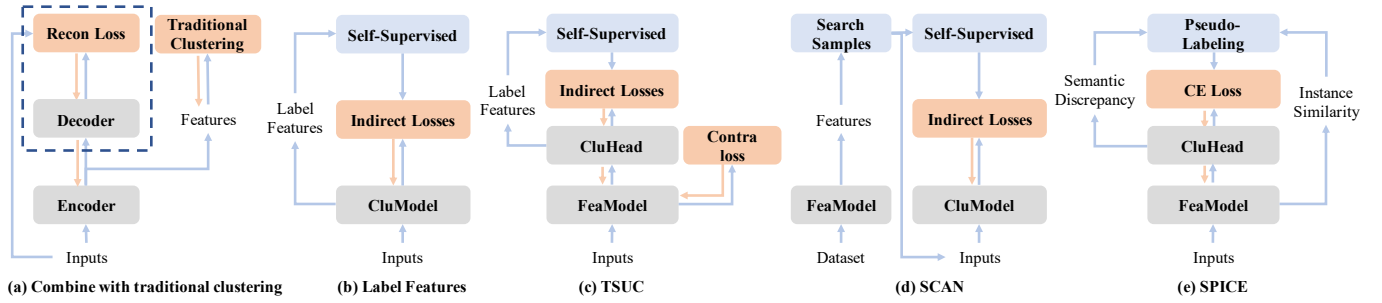 Recon Loss
Traditional
Clustering
Decoder
Features
Encoder
Inputs
(a) Combine with traditional clustering
Self-Supervised
Label
Features
Indirect Losses
CluModel
Inputs
(b) Label Features
Self-Supervised
Indirect Losses
Label
Features
CluHead
Contra
loss
FeaModel
Inputs
(c) TSUC
Search
Samples
Self-Supervised
Features
Indirect Losses
FeaModel
CluModel
Dataset
Inputs
(d) SCAN
Pseudo-
Labeling
Semantic
Discrepancy
CE Loss
Instance
Similarity
CluHead
FeaModel
Inputs
(e) SPICE